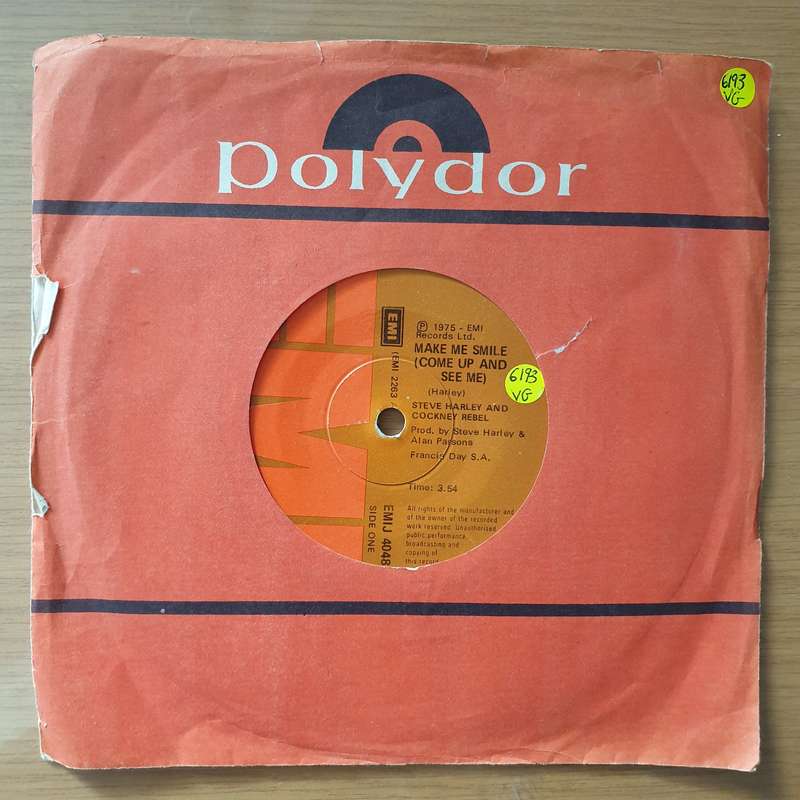 polydor
6193
VG
EMI
(EMI 2263
℗ 1975 - EMI
Records Ltd.
MAKE ME SMILE
(COME UP AND
SEE ME)
(Harley)
STEVE HARLEY AND
COCKNEY REBEL
Prod. by Steve Harley &
Alan Parsons
Francis Day S.A.
Time: 3.54
6193
VG
EMIJ 4048
SIDE ONE
All rights of the manufacturer and
of the owner of the recorded
work reserved. Unauthorised
public performance,
broadcasting and
copying of
this record
EMI